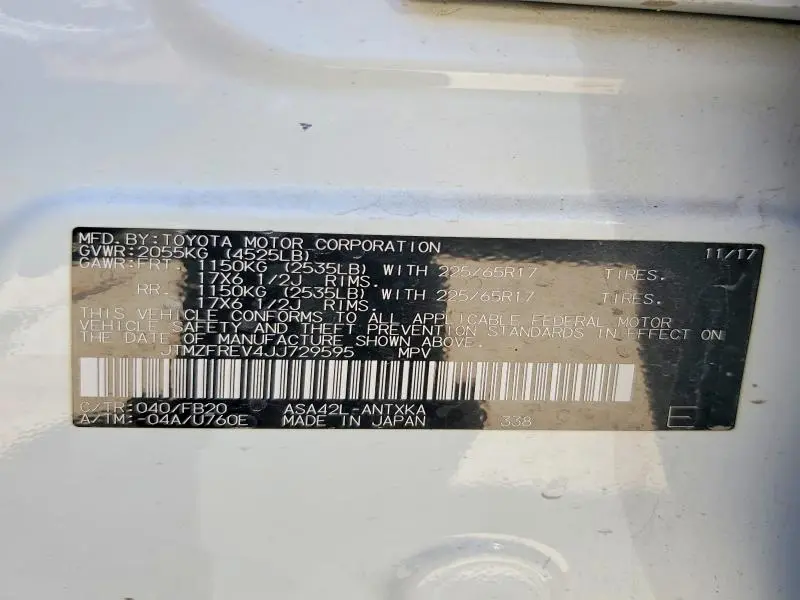 MFD. BY: TOYOTA MOTOR CORPORATION 11/17
GVWR: 2055KG (4525LB)
GAWR: FRT. 1150KG (2535LB) WITH 225/65R17 TIRES.
17X6 1/2J RIMS.
RR. 1150KG (2535LB) WITH 225/65R17 TIRES.
17X6 1/2J RIMS.
THIS VEHICLE CONFORMS TO ALL APPLICABLE FEDERAL MOTOR
VEHICLE SAFETY AND THEFT PREVENTION STANDARDS IN EFFECT ON
THE DATE OF MANUFACTURE SHOWN ABOVE.
JTMZFREV4JJ729595 MPV
C/TR: 040/FB20 ASA42L-ANTXKA
A/TM: -04A/U760E MADE IN JAPAN 338 E